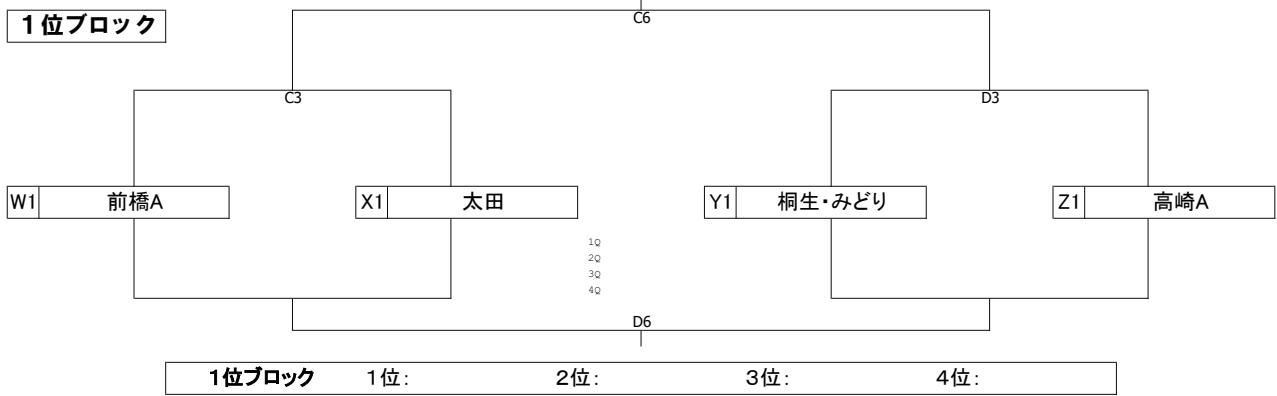 C6
1位ブロック
C3
D3
W1 前橋A
X1 太田
Y1 桐生・みどり
Z1 高崎A
1Q
2Q
3Q
4Q
D6
1位ブロック 1位： 2位： 3位： 4位：